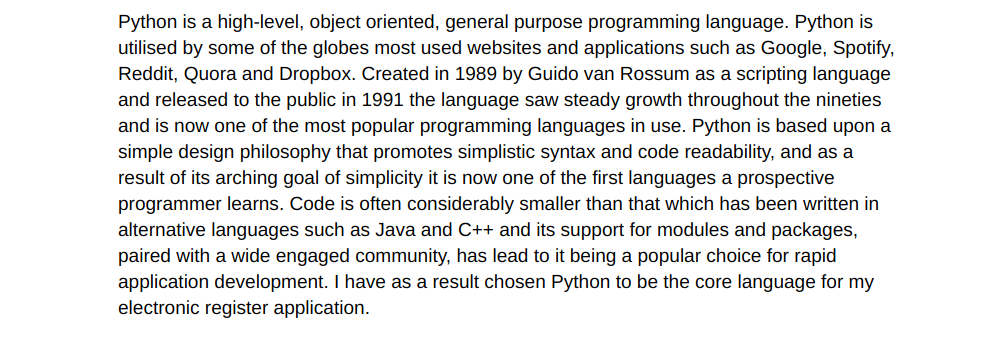 Python is a high-level, object oriented, general purpose programming language. Python is
utilised by some of the globes most used websites and applications such as Google, Spotify,
Reddit, Quora and Dropbox. Created in 1989 by Guido van Rossum as a scripting language
and released to the public in 1991 the language saw steady growth throughout the nineties
and is now one of the most popular programming languages in use. Python is based upon a
simple design philosophy that promotes simplistic syntax and code readability, and as a
result of its arching goal of simplicity it is now one of the first languages a prospective
programmer learns. Code is often considerably smaller than that which has been written in
alternative languages such as Java and C++ and its support for modules and packages,
paired with a wide engaged community, has lead to it being a popular choice for rapid
application development. I have as a result chosen Python to be the core language for my
electronic register application.